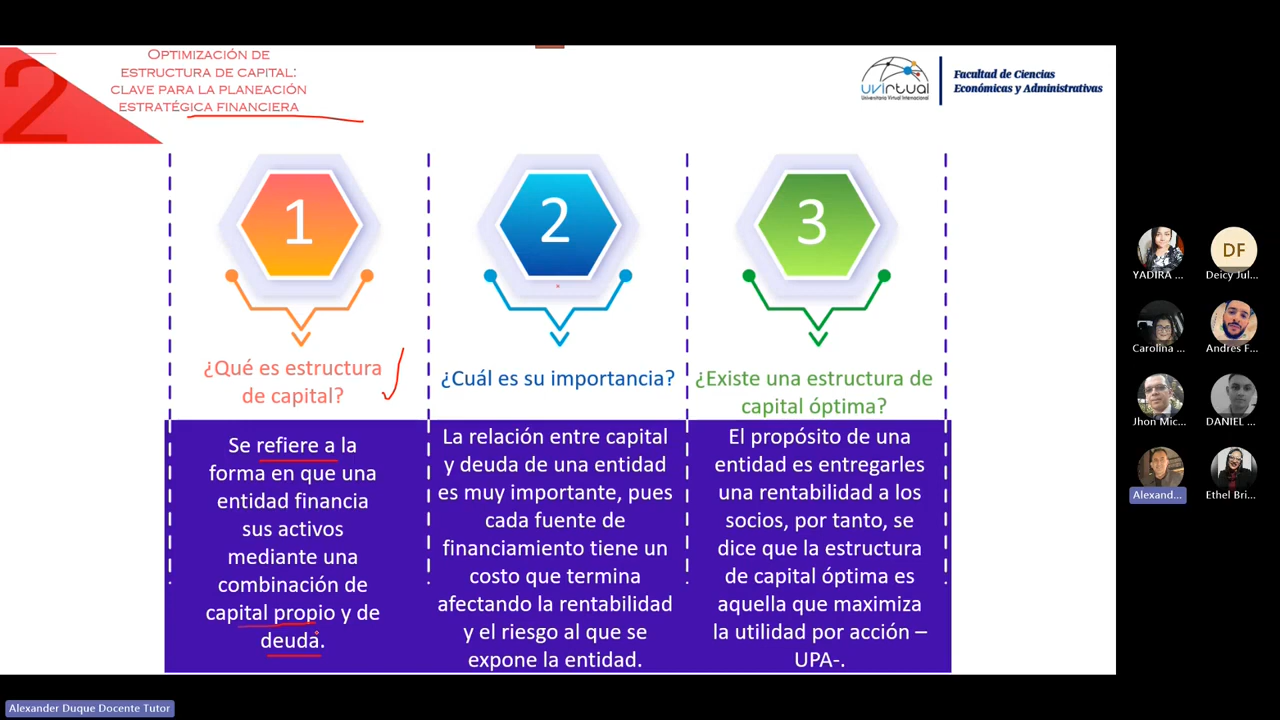 2
OPTIMIZACIÓN DE
ESTRUCTURA DE CAPITAL:
CLAVE PARA LA PLANEACIÓN
ESTRATÉGICA FINANCIERA
uvirtual
Universitaria Virtual Internacional
Facultad de Ciencias
Económicas y Administrativas
1
¿Qué es estructura
de capital?
Se refiere a la
forma en que una
entidad financia
sus activos
mediante una
combinación de
capital propio y de
deuda.
2
¿Cuál es su importancia?
La relación entre capital
y deuda de una entidad
es muy importante, pues
cada fuente de
financiamiento tiene un
costo que termina
afectando la rentabilidad
y el riesgo al que se
expone la entidad.
3
¿Existe una estructura de
capital óptima?
El propósito de una
entidad es entregarles
una rentabilidad a los
socios, por tanto, se
dice que la estructura
de capital óptima es
aquella que maximiza
la utilidad por acción –
UPA-.
YADIRA ...
DF
Deicy Jul...
Carolina ...
Andres F...
Jhon Mic...
DANIEL ...
Alexand...
Ethel Bri...
Alexander Duque Docente Tutor